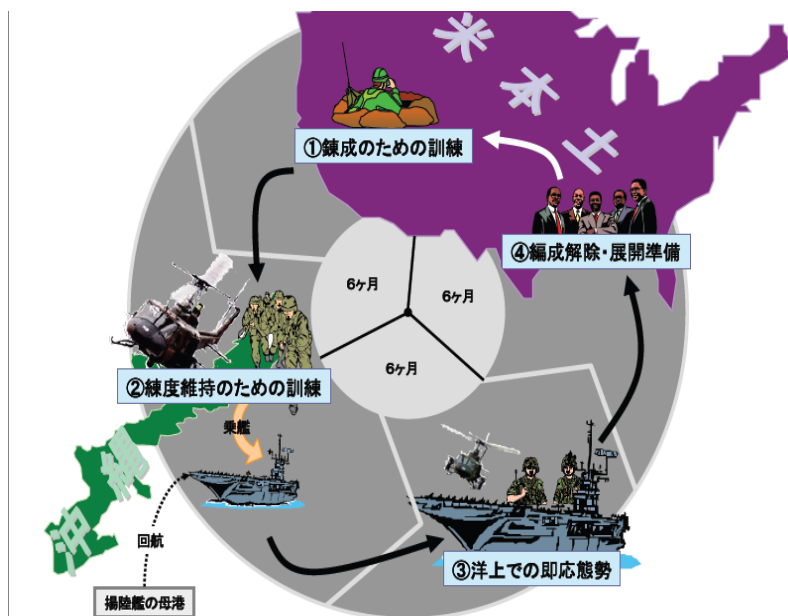 米本土
①錬成のための訓練
④編成解除・展開準備
6ヶ月
6ヶ月
6ヶ月
②練度維持のための訓練
乗艦
沖縄
回航
③洋上での即応態勢
揚陸艦の母港